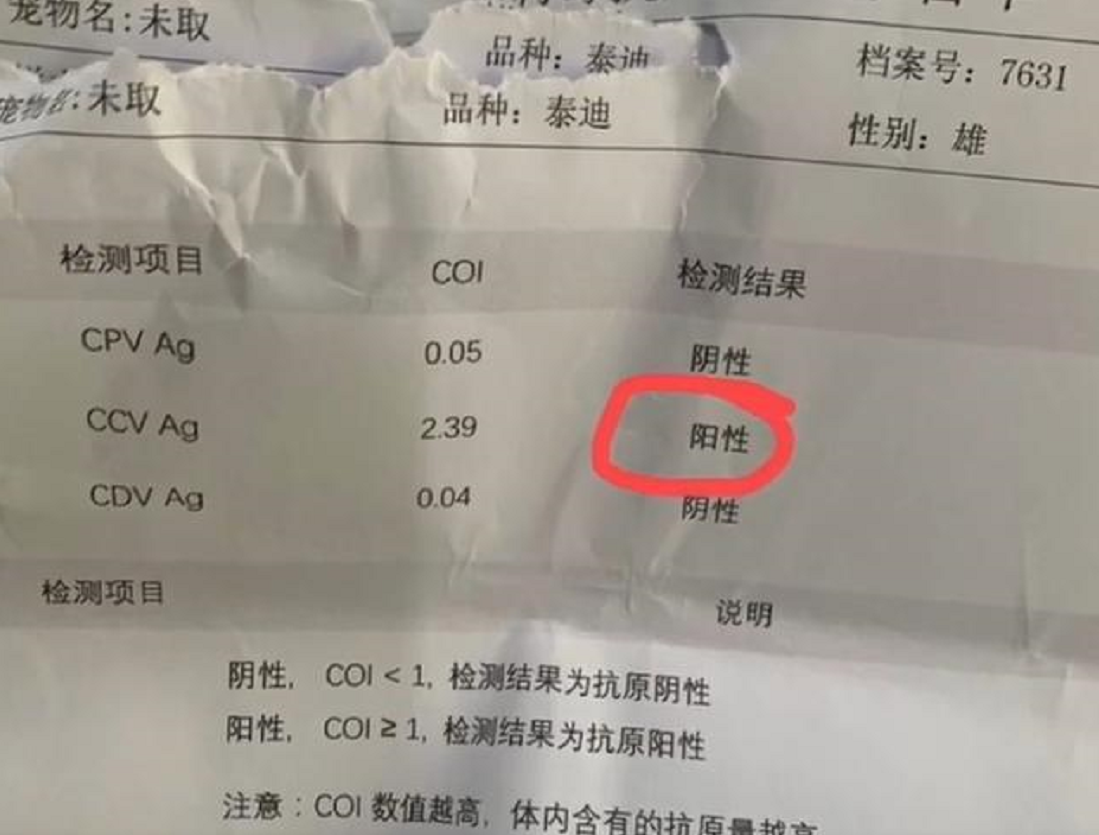 宠物名:未取 品种：泰迪 档案号：7631
宠物名:未取 品种：泰迪 性别：雄
检测项目 COI 检测结果
CPV Ag 0.05 阴性
CCV Ag 2.39 阳性
CDV Ag 0.04 阴性
检测项目 说明
阴性, COI < 1, 检测结果为抗原阴性
阳性, COI ≥ 1, 检测结果为抗原阳性
注意：COI 数值越高, 体内含有的抗原量越高